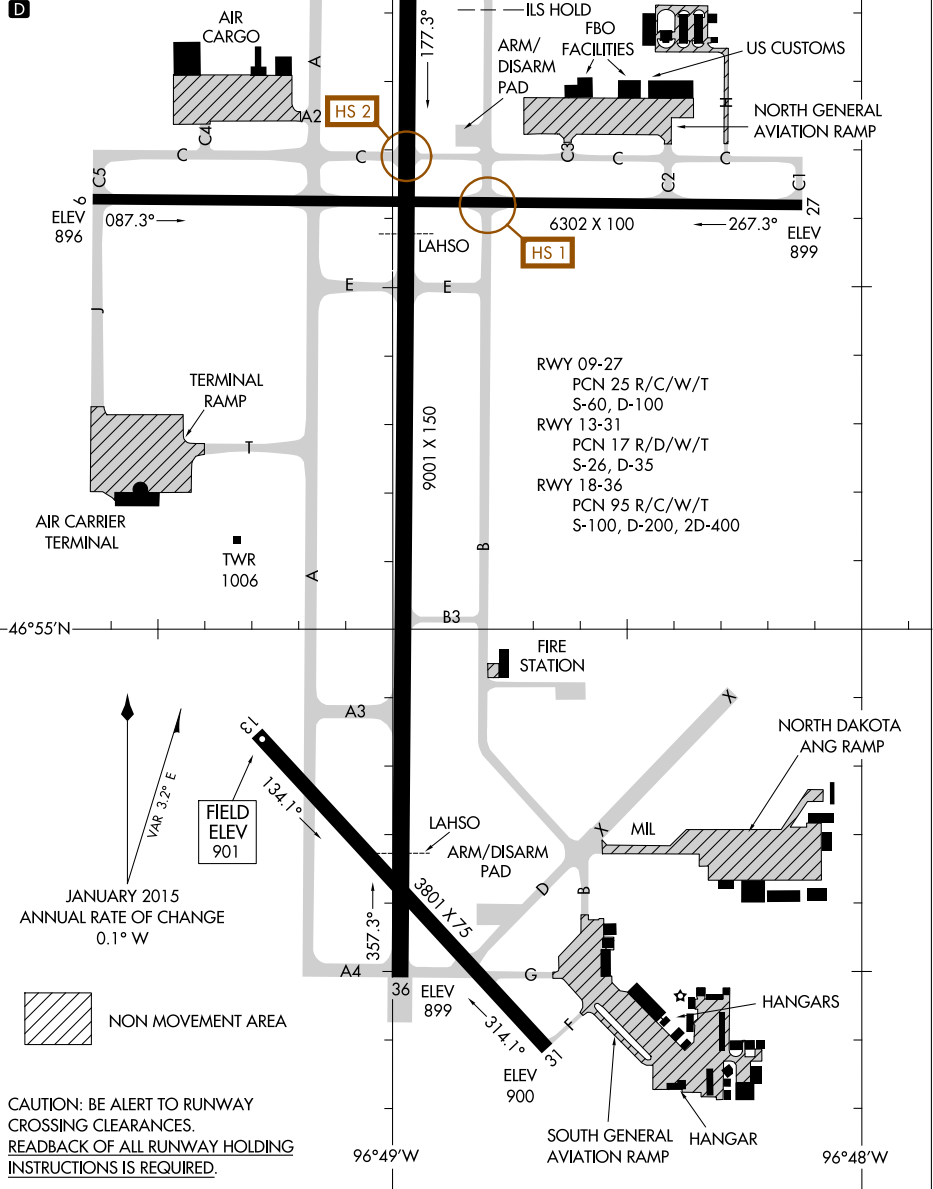 D
ILS HOLD
AIR
CARGO
A
177.3°
ARM/
DISARM
PAD
FBO
FACILITIES
US CUSTOMS
H
HS 2
A2
NORTH GENERAL
AVIATION RAMP
C4
C
C
C3
C
C
C5
C2
C1
9
27
ELEV
896
087.3°
6302 X 100
267.3°
ELEV
899
LAHSO
HS 1
E
E
J
RWY 09-27
PCN 25 R/C/W/T
S-60, D-100
RWY 13-31
PCN 17 R/D/W/T
S-26, D-35
RWY 18-36
PCN 95 R/C/W/T
S-100, D-200, 2D-400
TERMINAL
RAMP
9001 X 150
T
AIR CARRIER
TERMINAL
TWR
1006
A
B
B3
46°55'N
FIRE
STATION
A3
X
NORTH DAKOTA
ANG RAMP
13
VAR 3.2° E
134.1°
FIELD
ELEV
901
LAHSO
X
MIL
ARM/DISARM
PAD
D
B
3801 X 75
JANUARY 2015
ANNUAL RATE OF CHANGE
0.1° W
357.3°
A4
G
36
ELEV
899
HANGARS
NON MOVEMENT AREA
314.1°
F
31
ELEV
900
CAUTION: BE ALERT TO RUNWAY
CROSSING CLEARANCES.
READBACK OF ALL RUNWAY HOLDING
INSTRUCTIONS IS REQUIRED.
SOUTH GENERAL
AVIATION RAMP
HANGAR
96°49'W
96°48'W